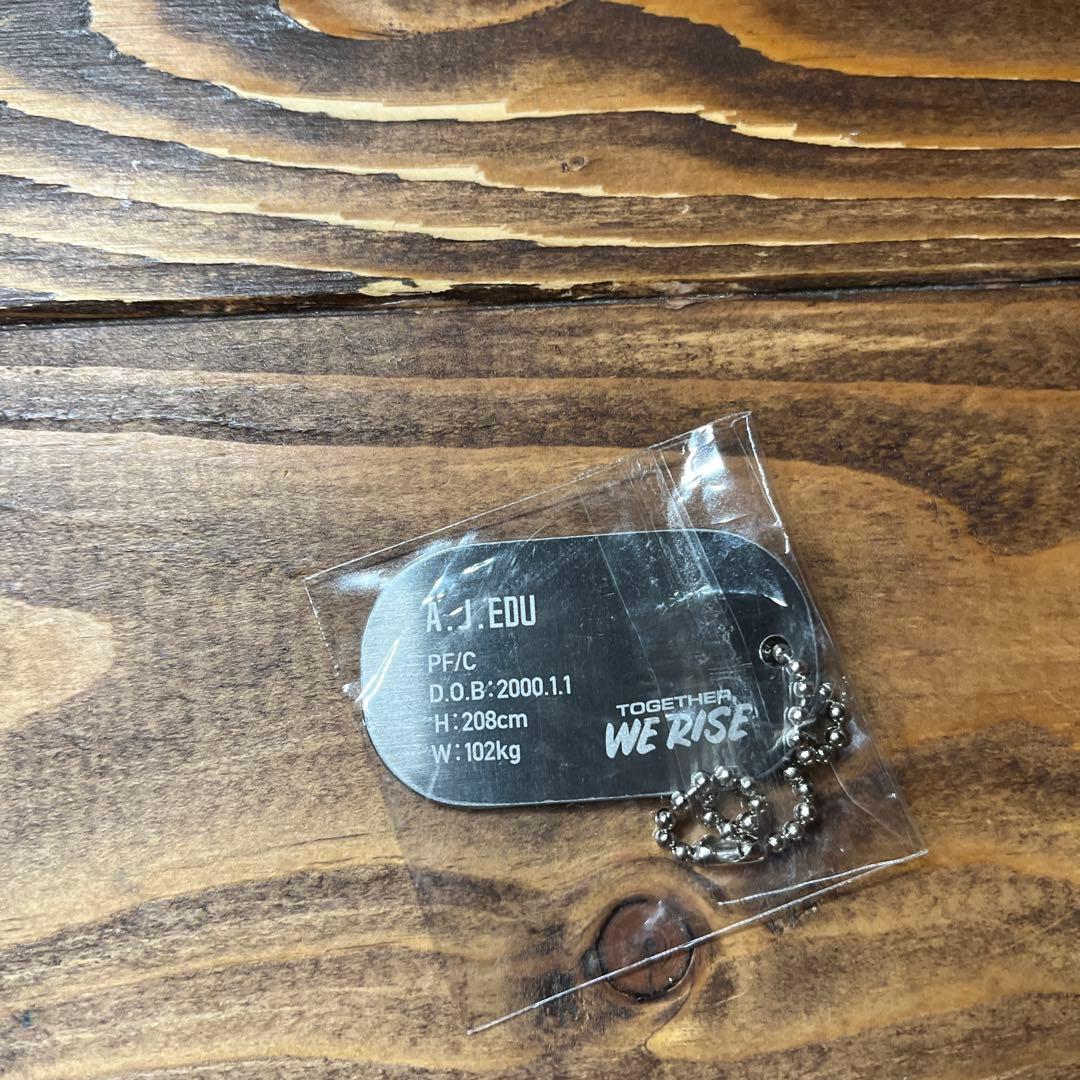 A.J.EDU
PF/C
D.O.B:2000.1.1
H:208cm
W:102kg
TOGETHER,
WE RISE